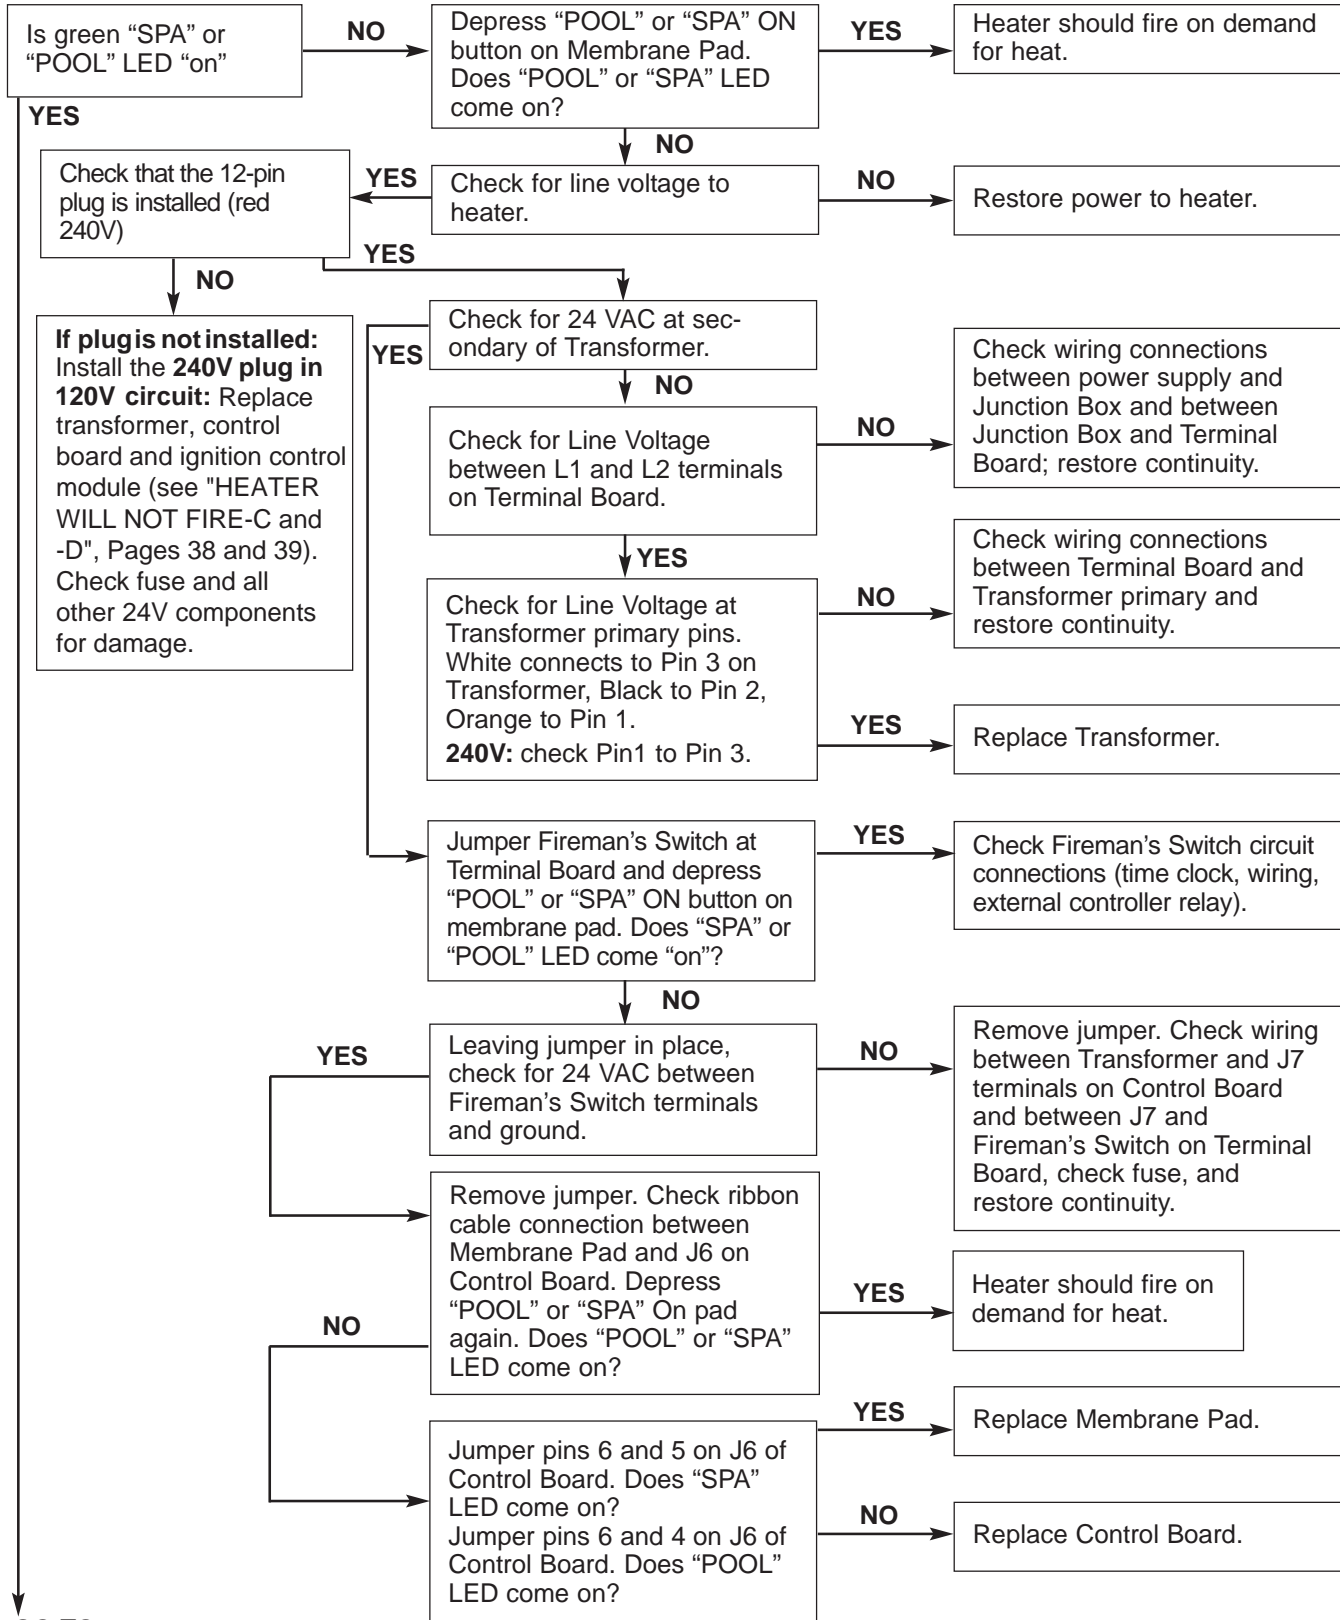 Is green “SPA” or
“POOL” LED “on”
NO
Depress “POOL” or “SPA” ON
button on Membrane Pad.
Does “POOL” or “SPA” LED
come on?
YES
Heater should fire on demand
for heat.
YES
NO
Check that the 12-pin
plug is installed (red
240V)
YES
Check for line voltage to
heater.
NO
Restore power to heater.
YES
NO
If plug is not installed:
Install the 240V plug in
120V circuit: Replace
transformer, control
board and ignition control
module (see "HEATER
WILL NOT FIRE-C and
-D", Pages 38 and 39).
Check fuse and all
other 24V components
for damage.
Check for 24 VAC at sec-
ondary of Transformer.
YES
NO
Check for Line Voltage
between L1 and L2 terminals
on Terminal Board.
NO
Check wiring connections
between power supply and
Junction Box and between
Junction Box and Terminal
Board; restore continuity.
YES
Check for Line Voltage at
Transformer primary pins.
White connects to Pin 3 on
Transformer, Black to Pin 2,
Orange to Pin 1.
240V: check Pin1 to Pin 3.
NO
Check wiring connections
between Terminal Board and
Transformer primary and
restore continuity.
YES
Replace Transformer.
Jumper Fireman’s Switch at
Terminal Board and depress
“POOL” or “SPA” ON button on
membrane pad. Does “SPA” or
“POOL” LED come “on”?
YES
Check Fireman’s Switch circuit
connections (time clock, wiring,
external controller relay).
NO
YES
Leaving jumper in place,
check for 24 VAC between
Fireman’s Switch terminals
and ground.
NO
Remove jumper. Check wiring
between Transformer and J7
terminals on Control Board
and between J7 and
Fireman’s Switch on Terminal
Board, check fuse, and
restore continuity.
Remove jumper. Check ribbon
cable connection between
Membrane Pad and J6 on
Control Board. Depress
“POOL” or “SPA” On pad
again. Does “POOL” or “SPA”
LED come on?
YES
Heater should fire on
demand for heat.
NO
Jumper pins 6 and 5 on J6 of
Control Board. Does “SPA”
LED come on?
Jumper pins 6 and 4 on J6 of
Control Board. Does “POOL”
LED come on?
YES
Replace Membrane Pad.
NO
Replace Control Board.